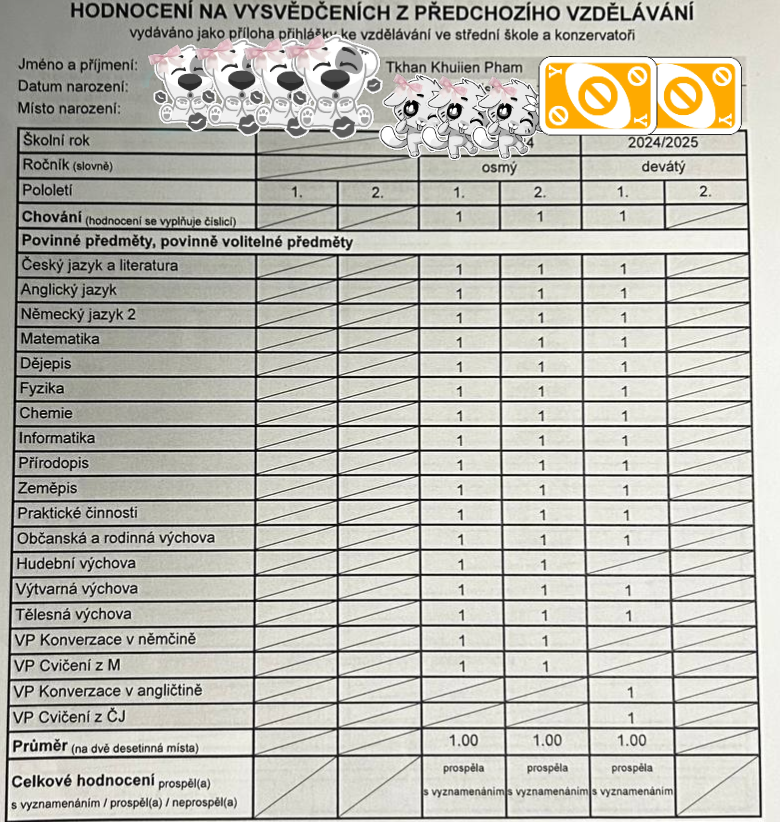 HODNOCENÍ NA VYSVĚDČENÍCH Z PŘEDCHOZÍHO VZDĚLÁVÁNÍ
vydáváno jako příloha přihlášky ke vzdělávání ve střední škole a konzervatoři
Jméno a příjmení: Tkhan Khuiien Pham
Datum narození:
Místo narození:
Školní rok 4 2024/2025
Ročník (slovně) osmý devátý
Pololetí 1. 2. 1. 2. 1. 2.
Chování (hodnocení se vyplňuje číslicí) 1 1 1
Povinné předměty, povinně volitelné předměty
Český jazyk a literatura 1 1 1
Anglický jazyk 1 1 1
Německý jazyk 2 1 1 1
Matematika 1 1 1
Dějepis 1 1 1
Fyzika 1 1 1
Chemie 1 1 1
Informatika 1 1 1
Přírodopis 1 1 1
Zeměpis 1 1 1
Praktické činnosti 1 1 1
Občanská a rodinná výchova 1 1 1
Hudební výchova 1 1
Výtvarná výchova 1 1 1
Tělesná výchova 1 1 1
VP Konverzace v němčině 1 1
VP Cvičení z M 1 1
VP Konverzace v angličtině 1
VP Cvičení z ČJ 1
Průměr (na dvě desetinná místa) 1.00 1.00 1.00
Celkové hodnocení prospěl(a) prospěla prospěla prospěla
s vyznamenáním / prospěl(a) / neprospěl(a) s vyznamenáním s vyznamenáním s vyznamenáním